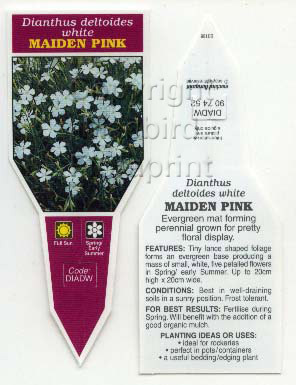 Dianthus deltoides
white
MAIDEN PINK
Full Sun
Spring/
Early
Summer
Code:
DIADW
DIADW
90 Z4 52
Dianthus
deltoides white
MAIDEN PINK
Evergreen mat forming
perennial grown for pretty
floral display.
FEATURES: Tiny lance shaped foliage
forms an evergreen base producing a
mass of small, white, five petalled flowers
in Spring/ early Summer. Up to 20cm
high x 20cm wide.
CONDITIONS: Best in well-draining
soils in a sunny position. Frost tolerant.
FOR BEST RESULTS: Fertilise during
Spring. Will benefit with the addition of a
good organic mulch.
PLANTING IDEAS OR USES:
• ideal for rockeries
• perfect in pots/containers
• a useful bedding/edging plant